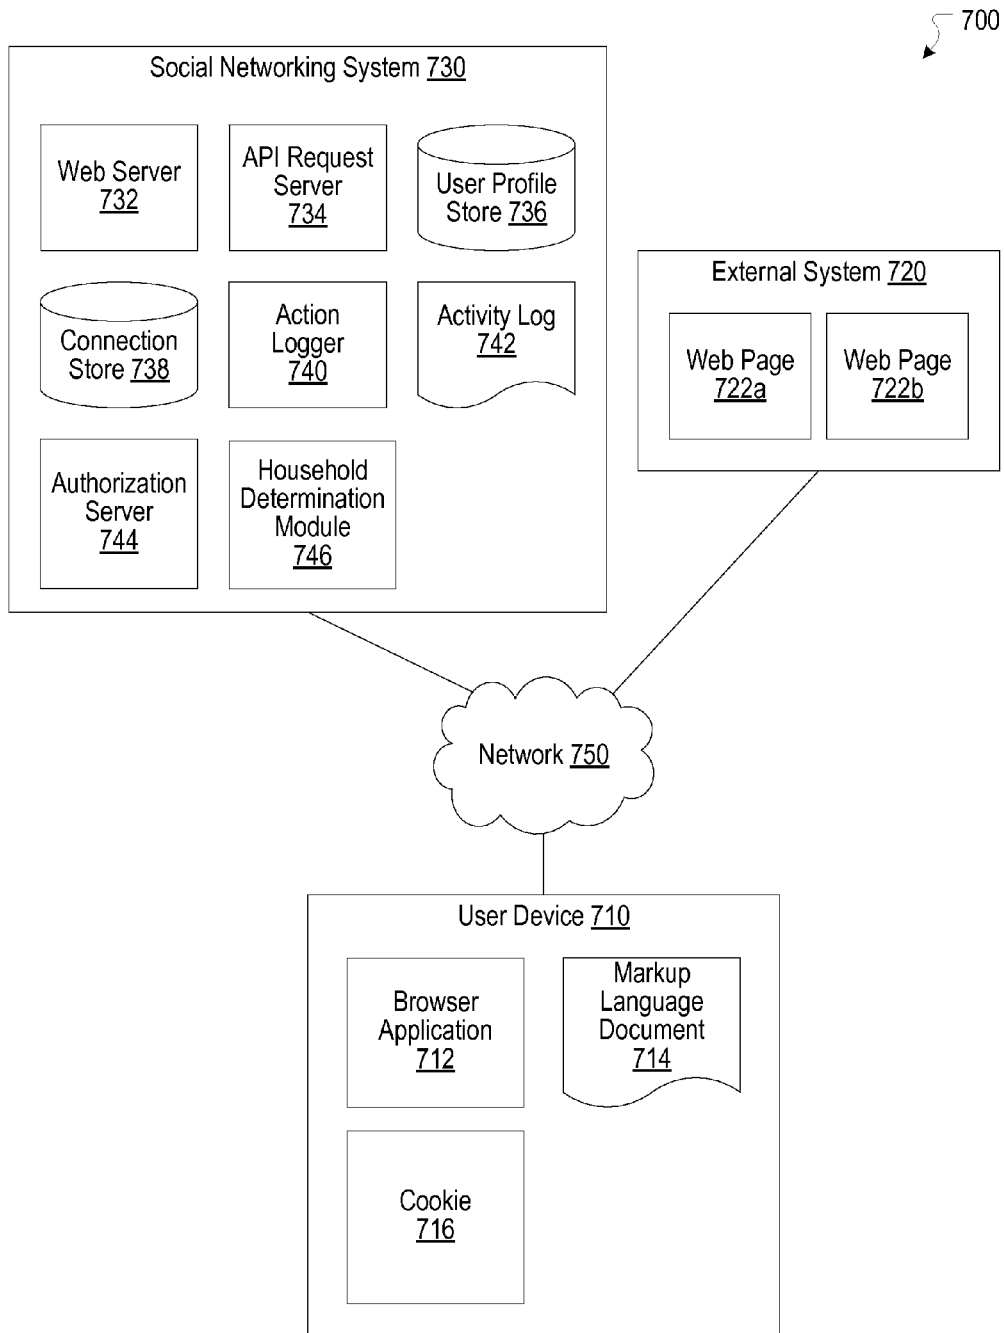 700
Social Networking System 730
Web Server
732
API Request
Server
734
User Profile
Store 736
Connection
Store 738
Action
Logger
740
Activity Log
742
Authorization
Server
744
Household
Determination
Module
746
External System 720
Web Page
722a
Web Page
722b
Network 750
User Device 710
Browser
Application
712
Markup
Language
Document
714
Cookie
716